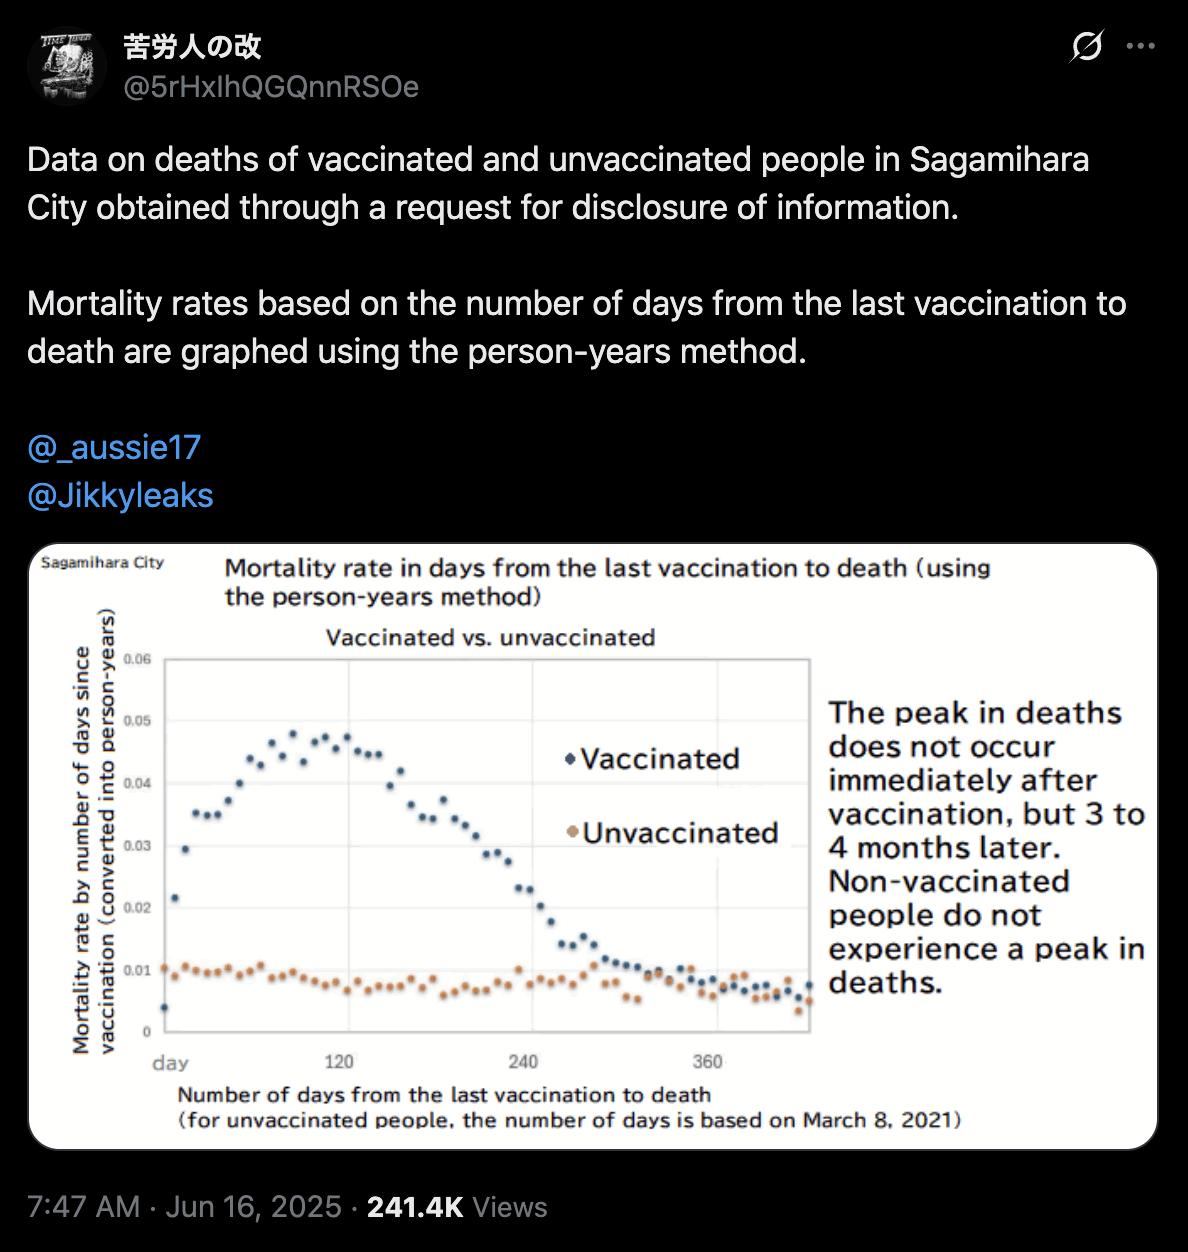 TIME TRAVELER
苦労人の改
@5rHxIhQGQnnRSOe
Data on deaths of vaccinated and unvaccinated people in Sagamihara
City obtained through a request for disclosure of information.
Mortality rates based on the number of days from the last vaccination to
death are graphed using the person-years method.
@_aussie17
@Jikkyleaks
Sagamihara City
Mortality rate in days from the last vaccination to death (using
the person-years method)
Vaccinated vs. unvaccinated
Mortality rate by number of days since
vaccination (converted into person-years)
0.06
0.05
0.04
0.03
0.02
0.01
0
Vaccinated
Unvaccinated
day
120
240
360
Number of days from the last vaccination to death
(for unvaccinated people, the number of days is based on March 8, 2021)
The peak in deaths
does not occur
immediately after
vaccination, but 3 to
4 months later.
Non-vaccinated
people do not
experience a peak in
deaths.
7:47 AM · Jun 16, 2025 · 241.4K Views